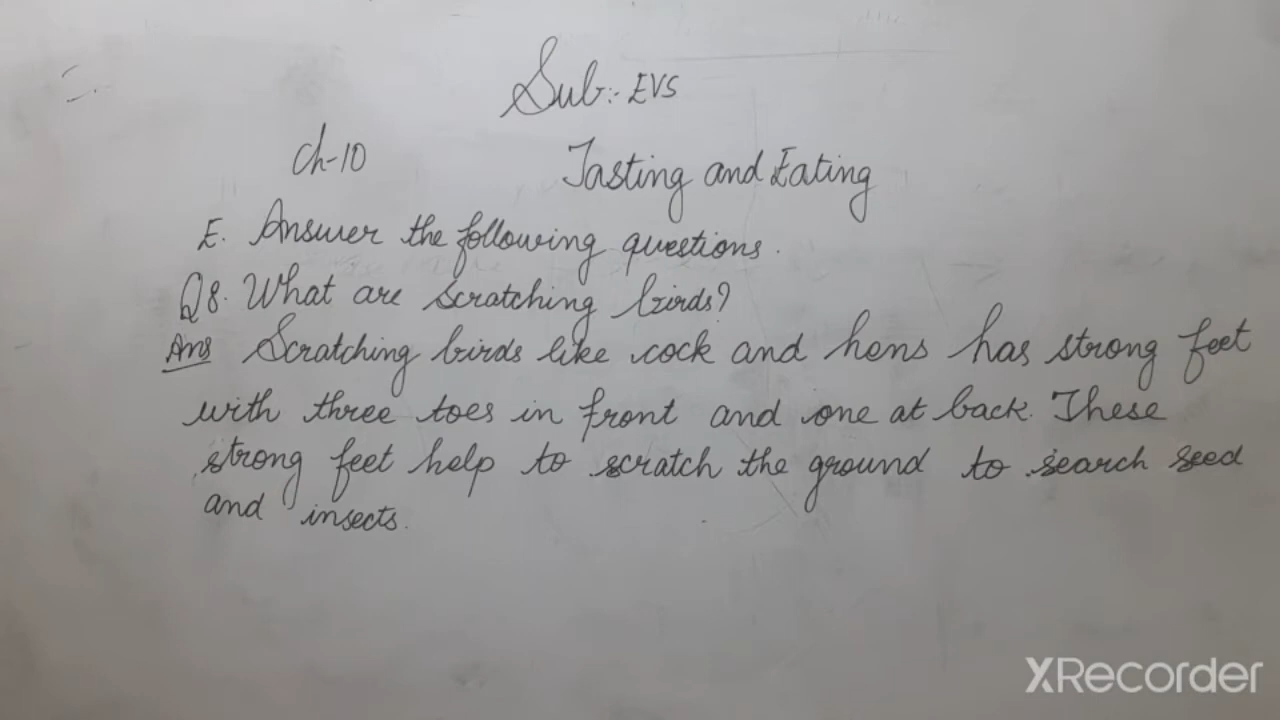 Sub:- EVS
Ch-10 Tasting and Eating
E. Answer the following questions.
Q8. What are scratching birds?
Ans Scratching birds like cock and hens has strong feet
with three toes in front and one at back. These
strong feet help to scratch the ground to search seed
and insects.
XRecorder